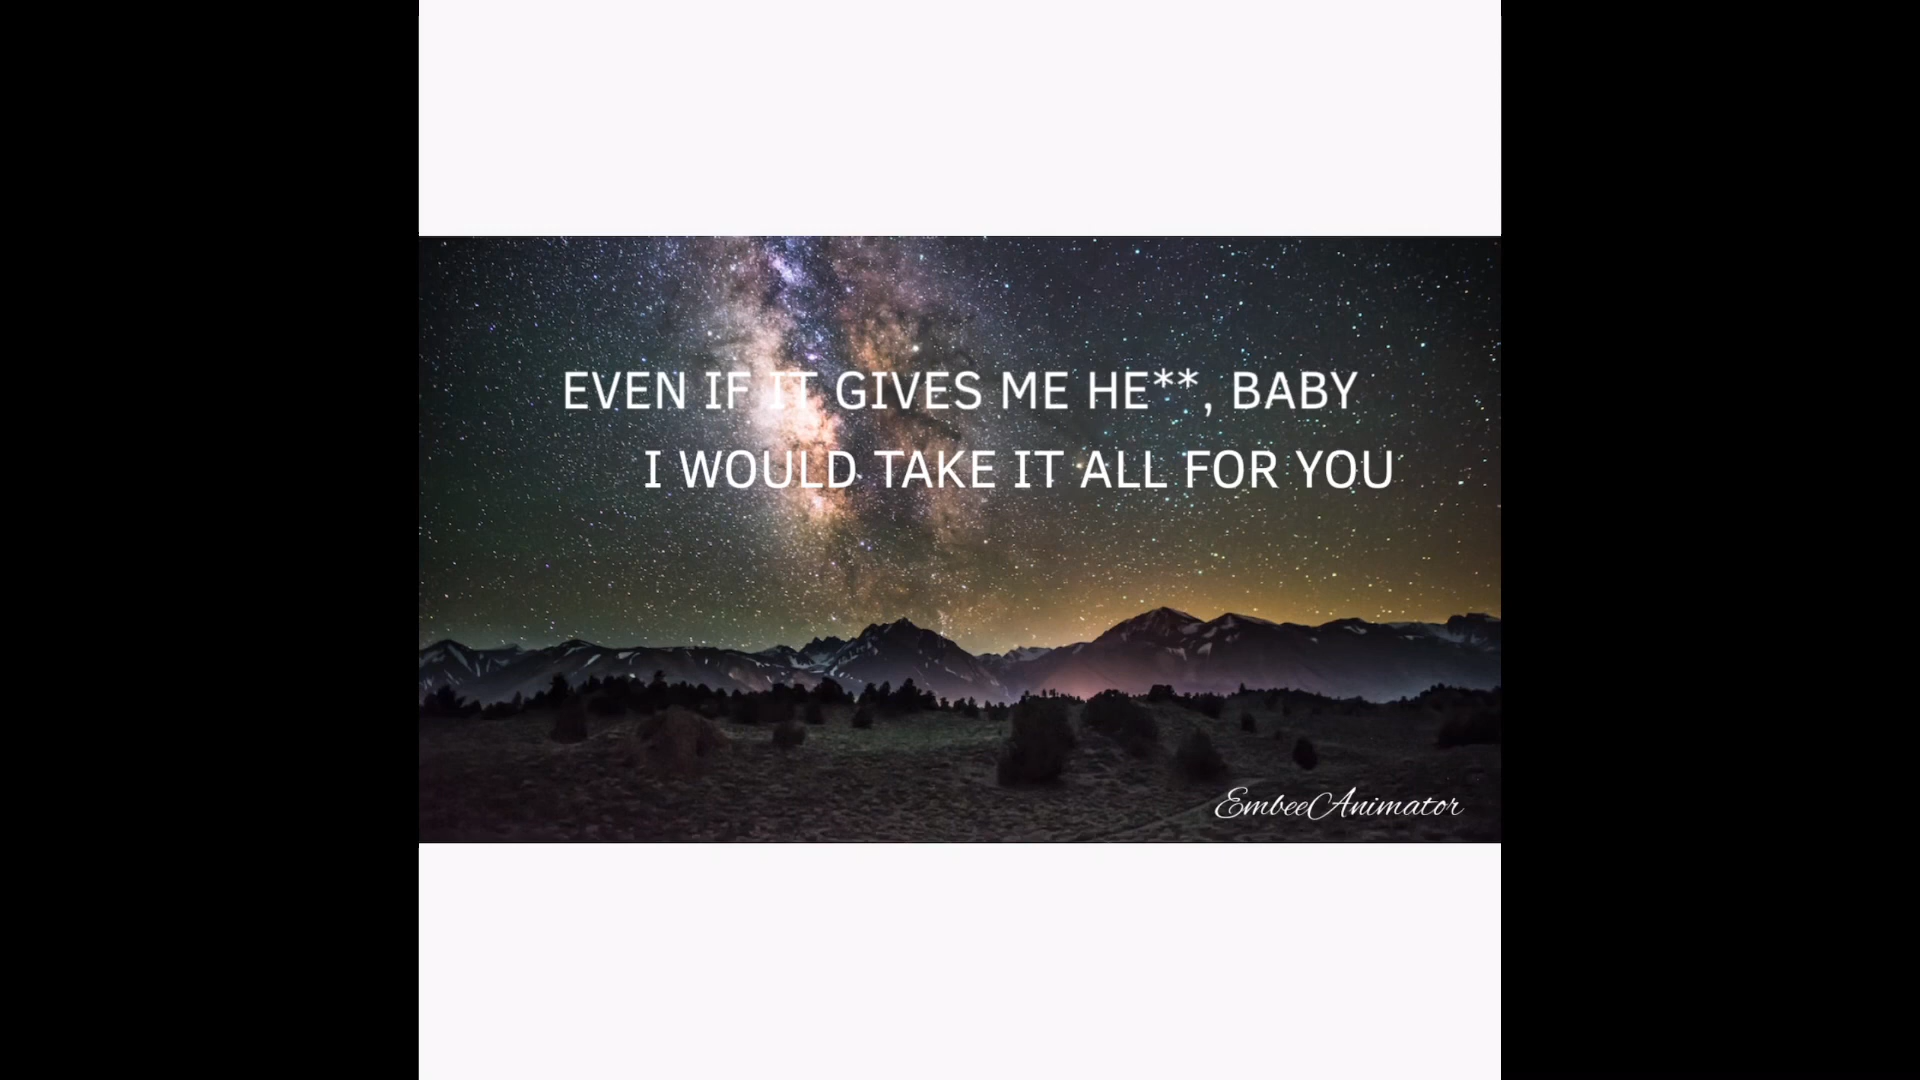 EVEN IF IT GIVES ME HE**, BABY
I WOULD TAKE IT ALL FOR YOU
EmbeeAnimator